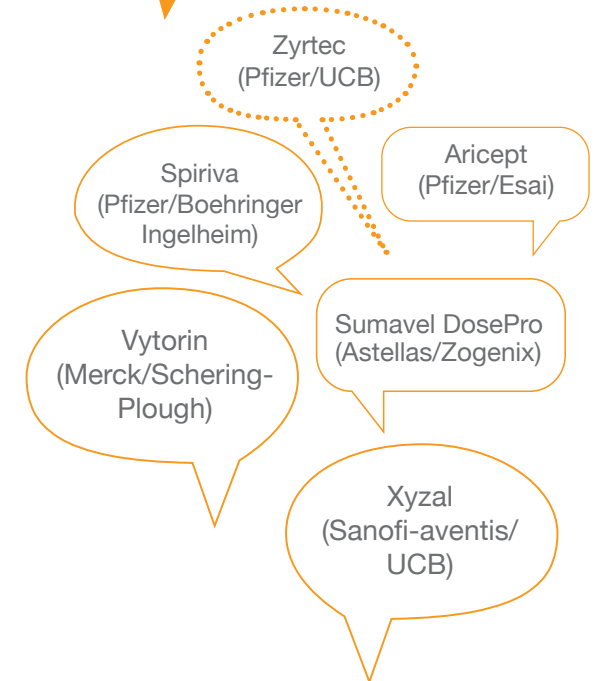 Zyrtec
(Pfizer/UCB)
Aricept
(Pfizer/Esai)
Spiriva
(Pfizer/Boehringer
Ingelheim)
Sumavel DosePro
(Astellas/Zogenix)
Vytorin
(Merck/Schering-
Plough)
Xyzal
(Sanofi-aventis/
UCB)